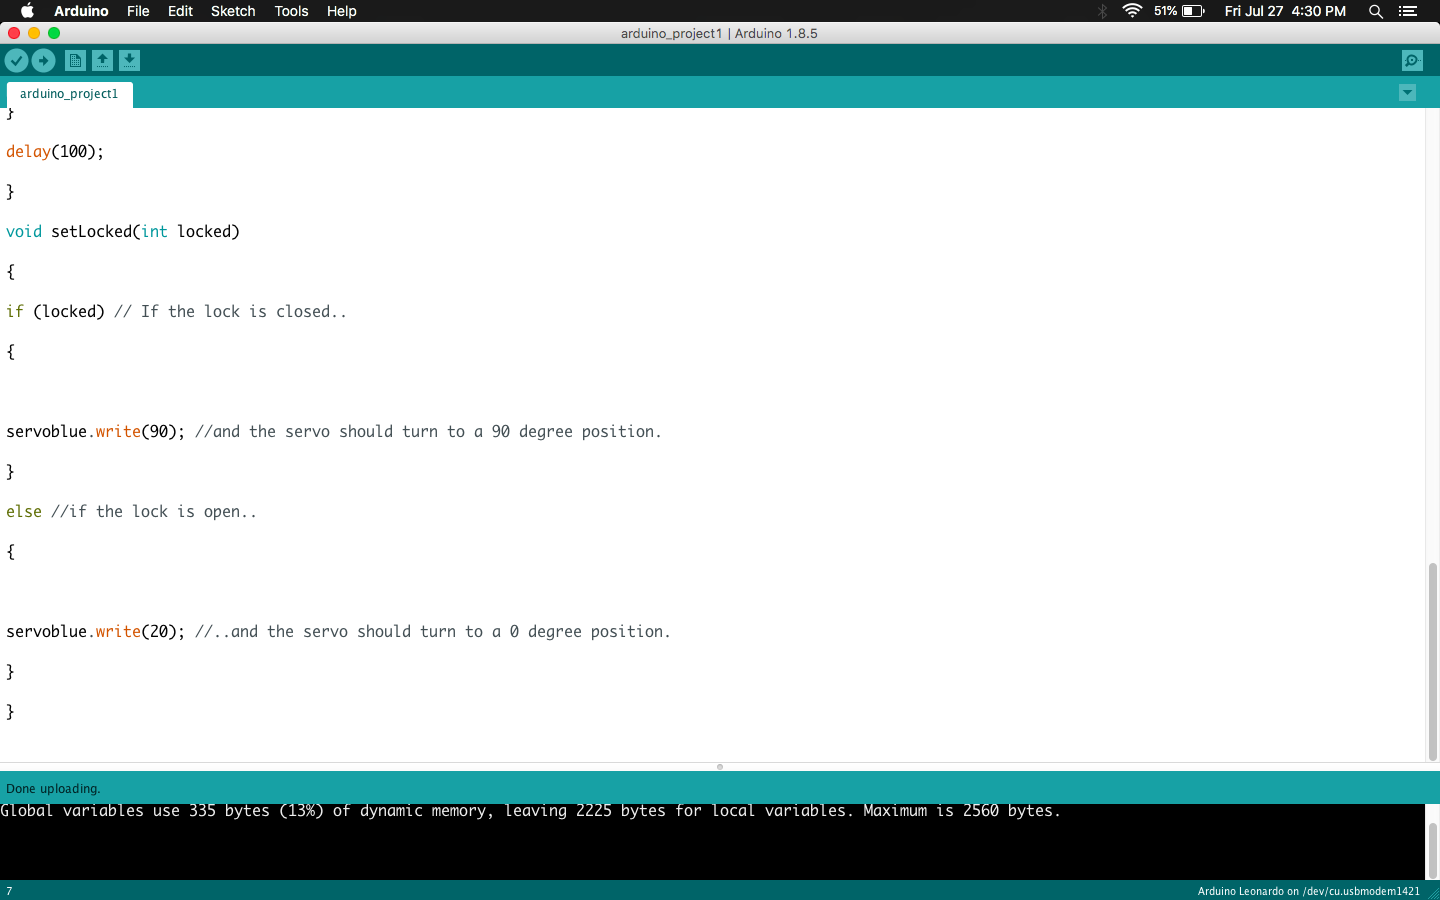 Arduino File Edit Sketch Tools Help 51% Fri Jul 27 4:30 PM
arduino_project1 | Arduino 1.8.5
arduino_project1
}
delay(100);
}
void setLocked(int locked)
{
if (locked) // If the lock is closed..
{
servoblue.write(90); //and the servo should turn to a 90 degree position.
}
else //if the lock is open..
{
servoblue.write(20); //..and the servo should turn to a 0 degree position.
}
}
Done uploading.
Global variables use 335 bytes (13%) of dynamic memory, leaving 2225 bytes for local variables. Maximum is 2560 bytes.
7 Arduino Leonardo on /dev/cu.usbmodem1421